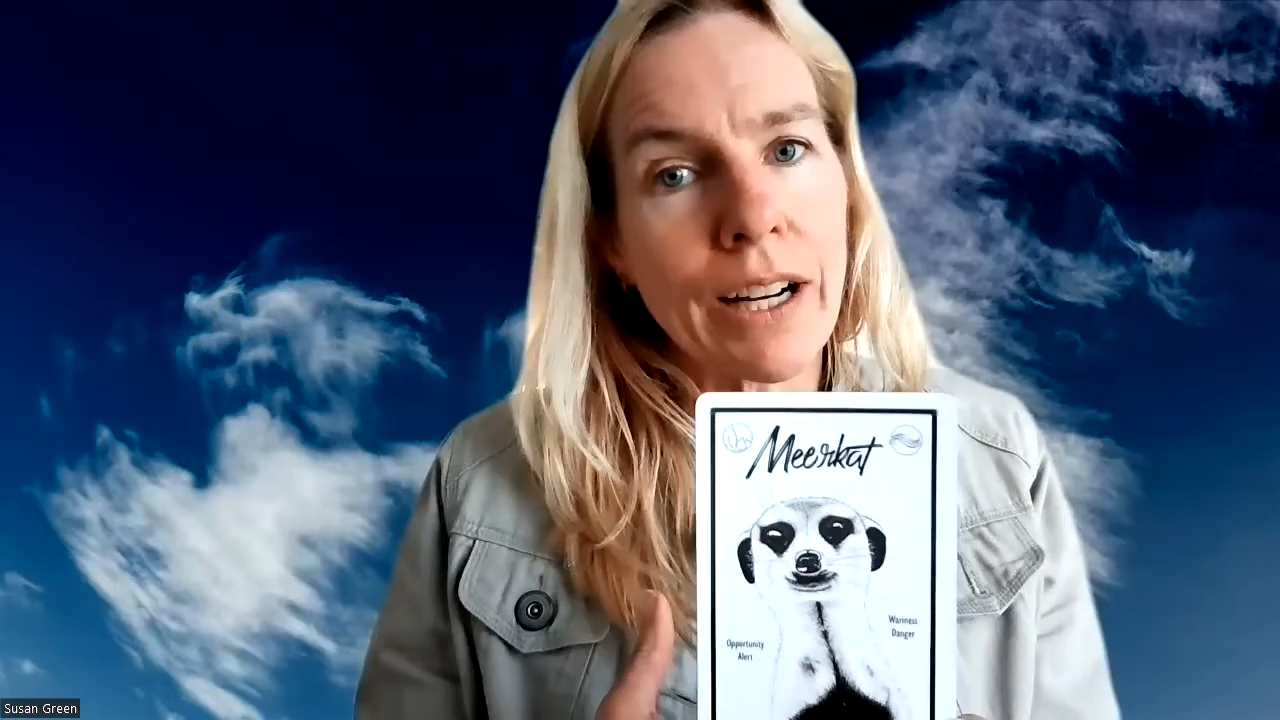 Meerkat
Wariness
Danger
Opportunity
Alert
Susan Green